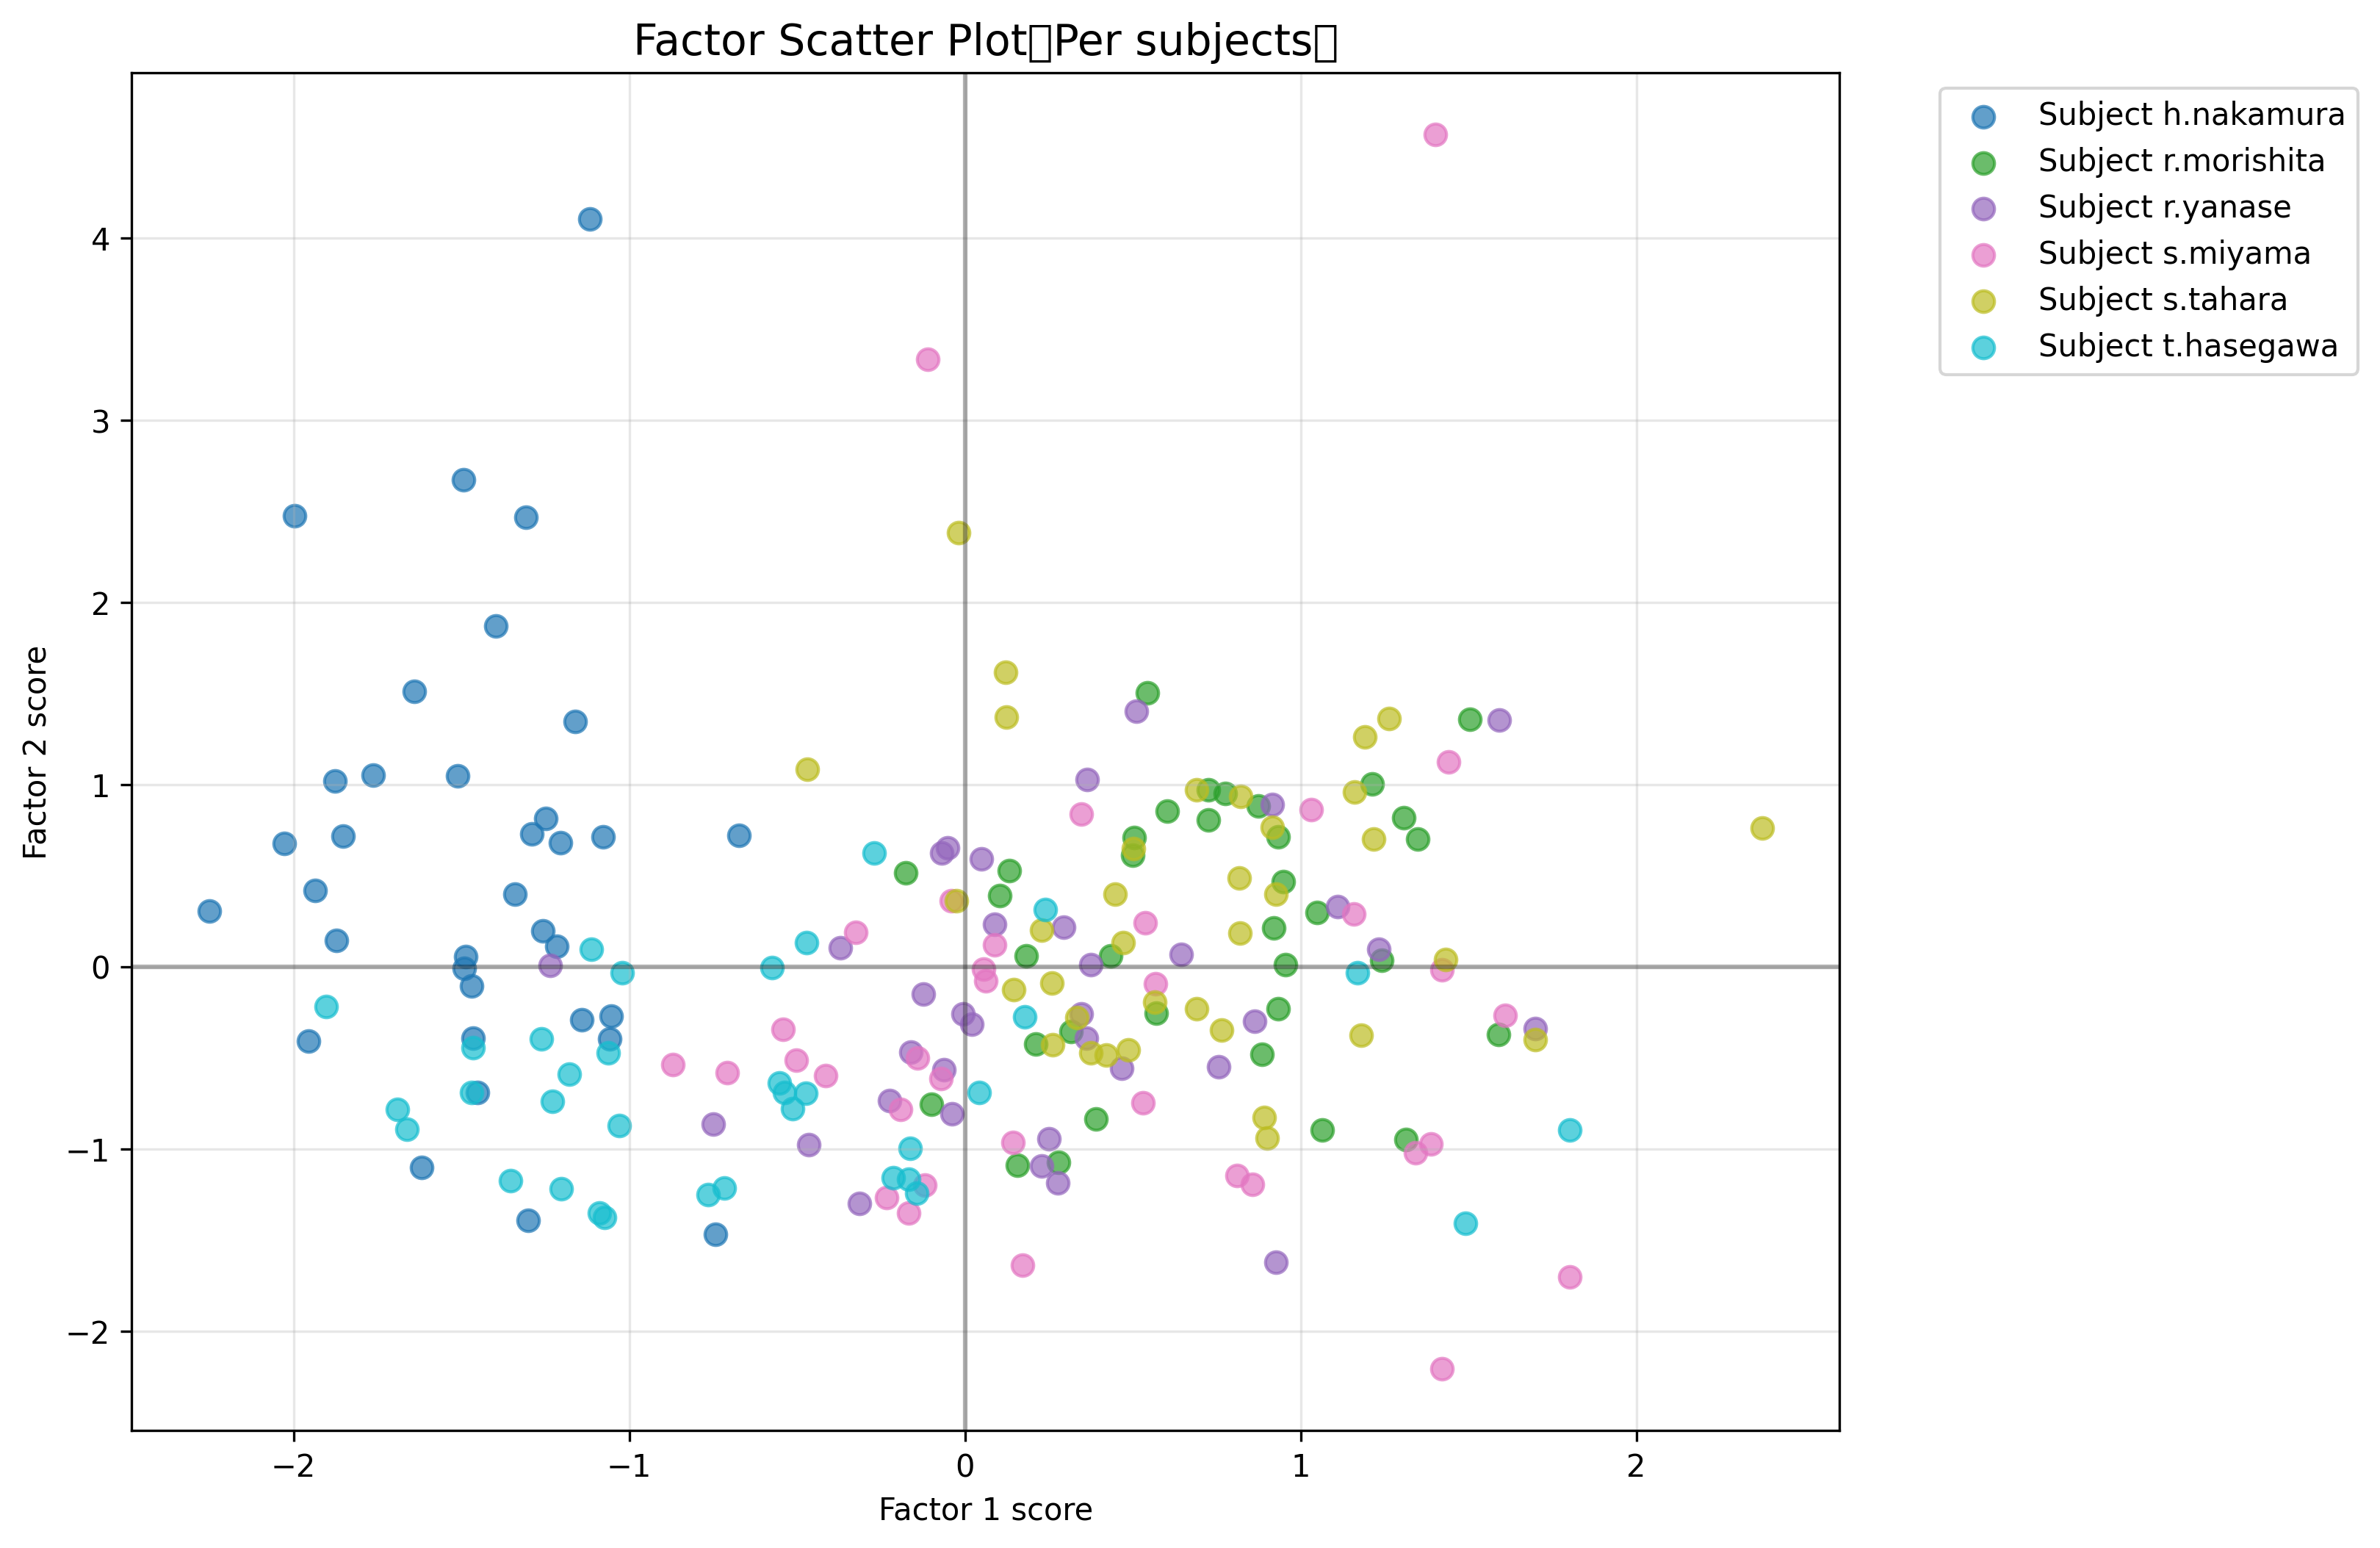 Factor Scatter Plot▯Per subjects▯
Subject h.nakamura
Subject r.morishita
Subject r.yanase
Subject s.miyama
Subject s.tahara
Subject t.hasegawa
4
3
2
1
0
−1
−2
Factor 2 score
−2
−1
0
1
2
Factor 1 score